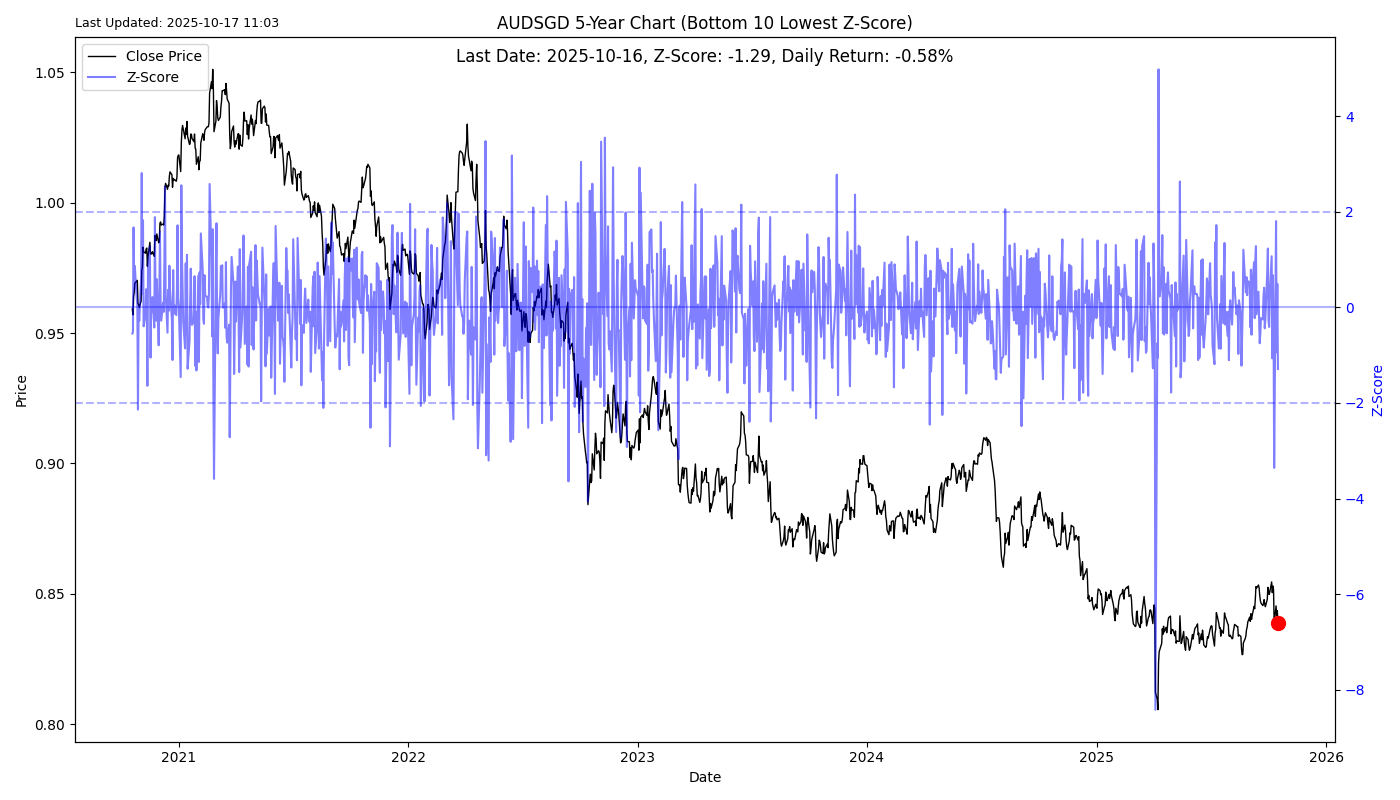 Last Updated: 2025-10-17 11:03
AUDSGD 5-Year Chart (Bottom 10 Lowest Z-Score)
Last Date: 2025-10-16, Z-Score: -1.29, Daily Return: -0.58%
Close Price
Z-Score
1.05
1.00
0.95
0.90
0.85
0.80
Price
4
2
0
−2
−4
−6
−8
Z-Score
2021
2022
2023
2024
2025
2026
Date